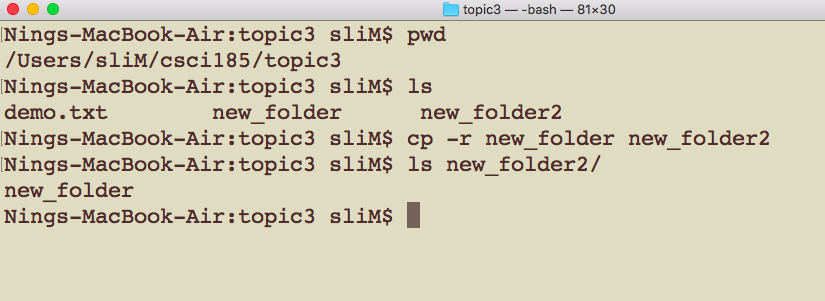 topic3 — -bash — 81×30
[Nings-MacBook-Air:topic3 sliM$ pwd
/Users/sliM/csci185/topic3
[Nings-MacBook-Air:topic3 sliM$ ls
demo.txt new_folder new_folder2
[Nings-MacBook-Air:topic3 sliM$ cp -r new_folder new_folder2
[Nings-MacBook-Air:topic3 sliM$ ls new_folder2/
new_folder
Nings-MacBook-Air:topic3 sliM$